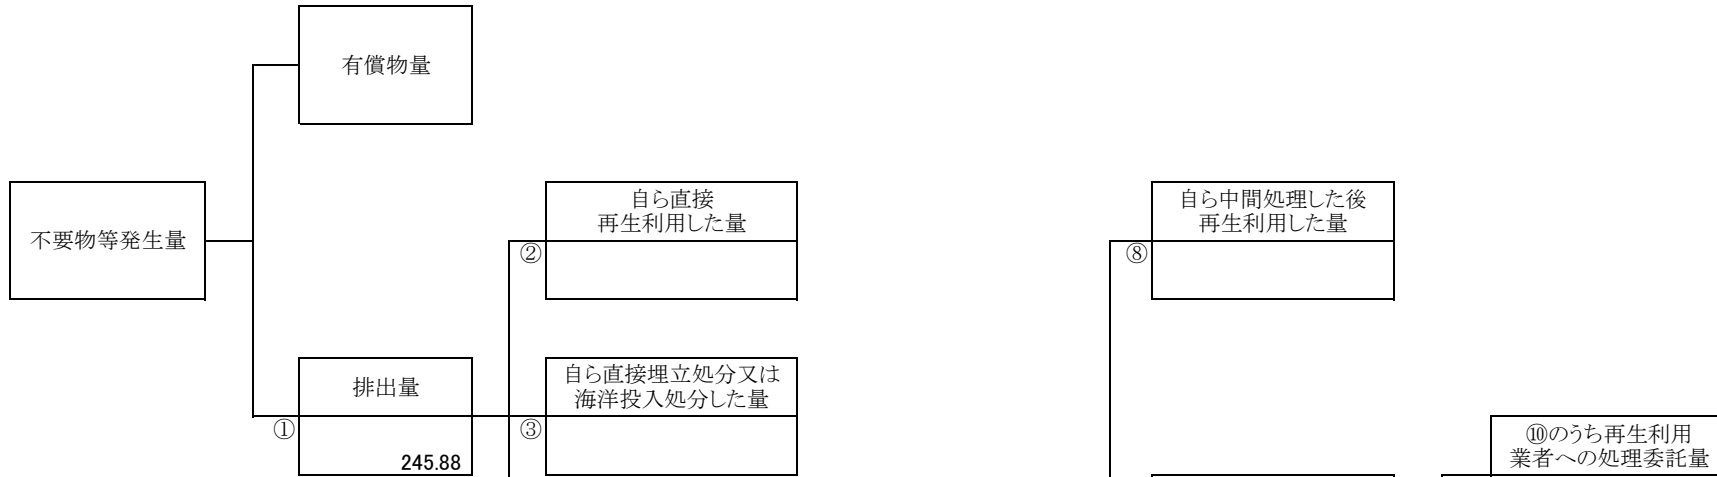 有償物量
不要物等発生量
自ら直接
再生利用した量
②
自ら中間処理した後
再生利用した量
⑧
排出量
①
245.88
自ら直接埋立処分又は
海洋投入処分した量
③
⑩のうち再生利用
業者への処理委託量